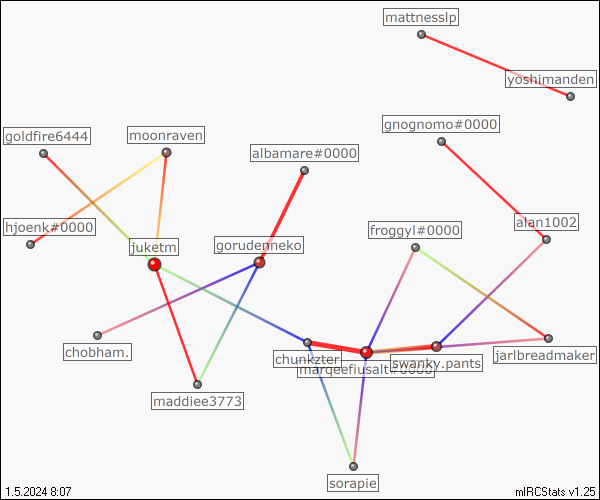 mattnesslp
yoshimanden
goldfire6444
moonraven
gnognomo#0000
albamare#0000
hjoenk#0000
alan1002
froggyl#0000
juketm
gorudenneko
chobham.
chunkzter
swanky.pants
jarlbreadmaker
marqeefiusalt#0000
maddiee3773
sorapie
1.5.2024 8:07
mIRCStats v1.25